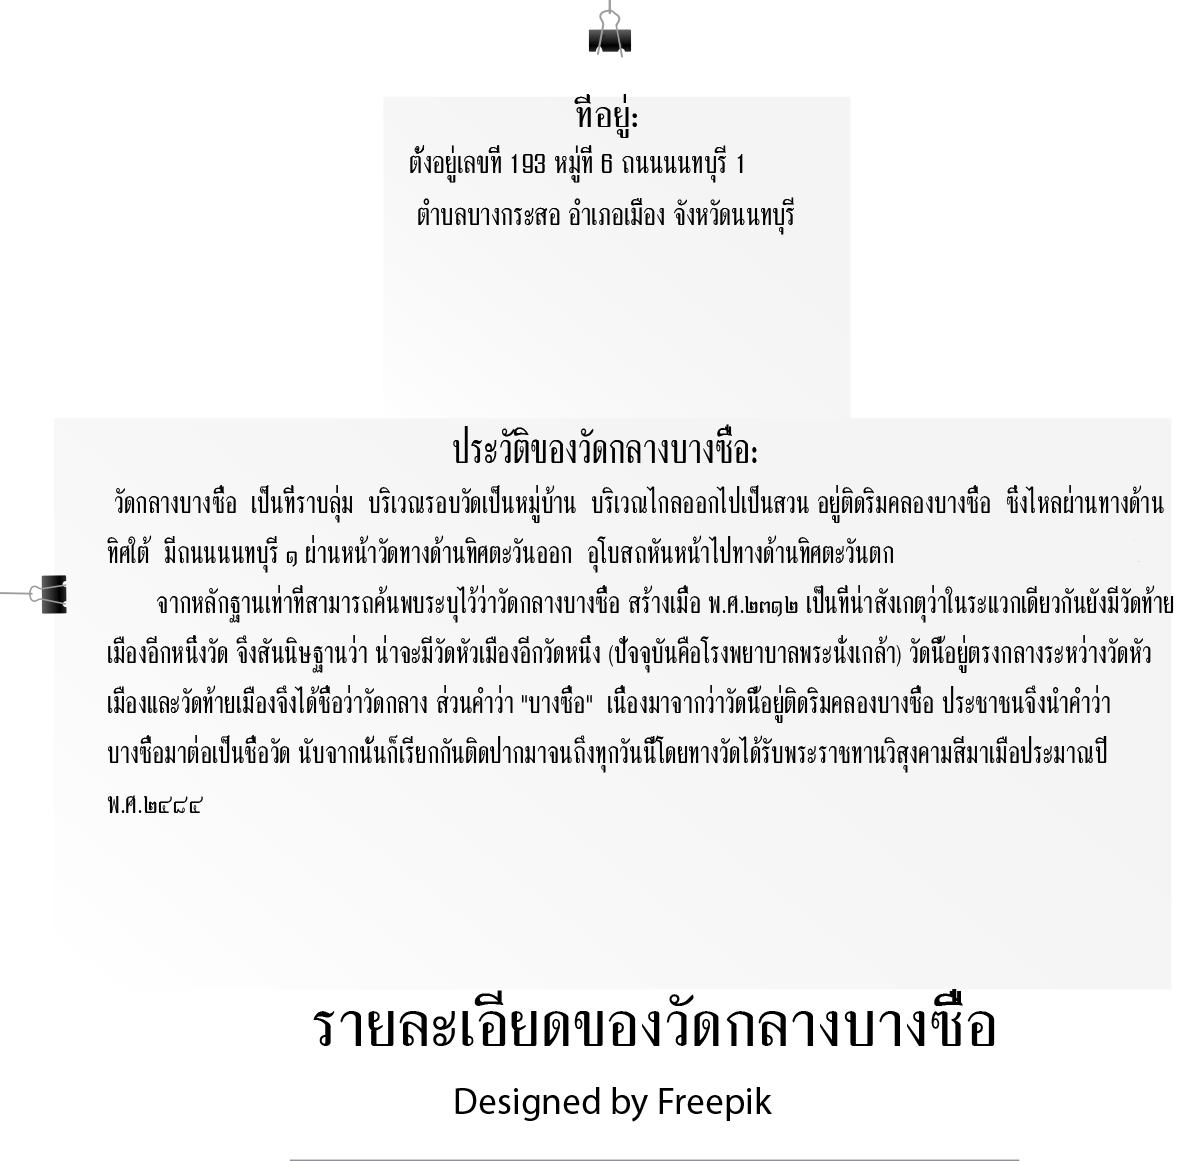 ที่อยู่:
ตั้งอยู่เลขที่ 193 หมู่ที่ 6 ถนนนนทบุรี 1
ตำบลบางกระสอ อำเภอเมือง จังหวัดนนทบุรี
ประวัติของวัดกลางบางซื่อ:
วัดกลางบางซื่อ เป็นที่ราบลุ่ม บริเวณรอบวัดเป็นหมู่บ้าน บริเวณไกลออกไปเป็นสวน อยู่ติดริมคลองบางซื่อ ซึ่งไหลผ่านทางด้าน
ทิศใต้ มีถนนนนทบุรี ๑ ผ่านหน้าวัดทางด้านทิศตะวันออก อุโบสถหันหน้าไปทางด้านทิศตะวันตก
จากหลักฐานเท่าที่สามารถค้นพบระบุไว้ว่าวัดกลางบางซื่อ สร้างเมื่อ พ.ศ.๒๓๑๒ เป็นที่น่าสังเกตุว่าในระแวกเดียวกันยังมีวัดท้าย
เมืองอีกหนึ่งวัด จึงสันนิษฐานว่า น่าจะมีวัดหัวเมืองอีกวัดหนึ่ง (ปัจจุบันคือโรงพยาบาลพระนั่งเกล้า) วัดนี้อยู่ตรงกลางระหว่างวัดหัว
เมืองและวัดท้ายเมืองจึงได้ชื่อว่าวัดกลาง ส่วนคำว่า "บางซื่อ" เนื่องมาจากว่าวัดนี้อยู่ติดริมคลองบางซื่อ ประชาชนจึงนำคำว่า
บางซื่อมาต่อเป็นชื่อวัด นับจากนั้นก็เรียกกันติดปากมาจนถึงทุกวันนี้โดยทางวัดได้รับพระราชทานวิสุงคามสีมาเมื่อประมาณปี
พ.ศ.๒๔๘๔
รายละเอียดของวัดกลางบางซื่อ
Designed by Freepik